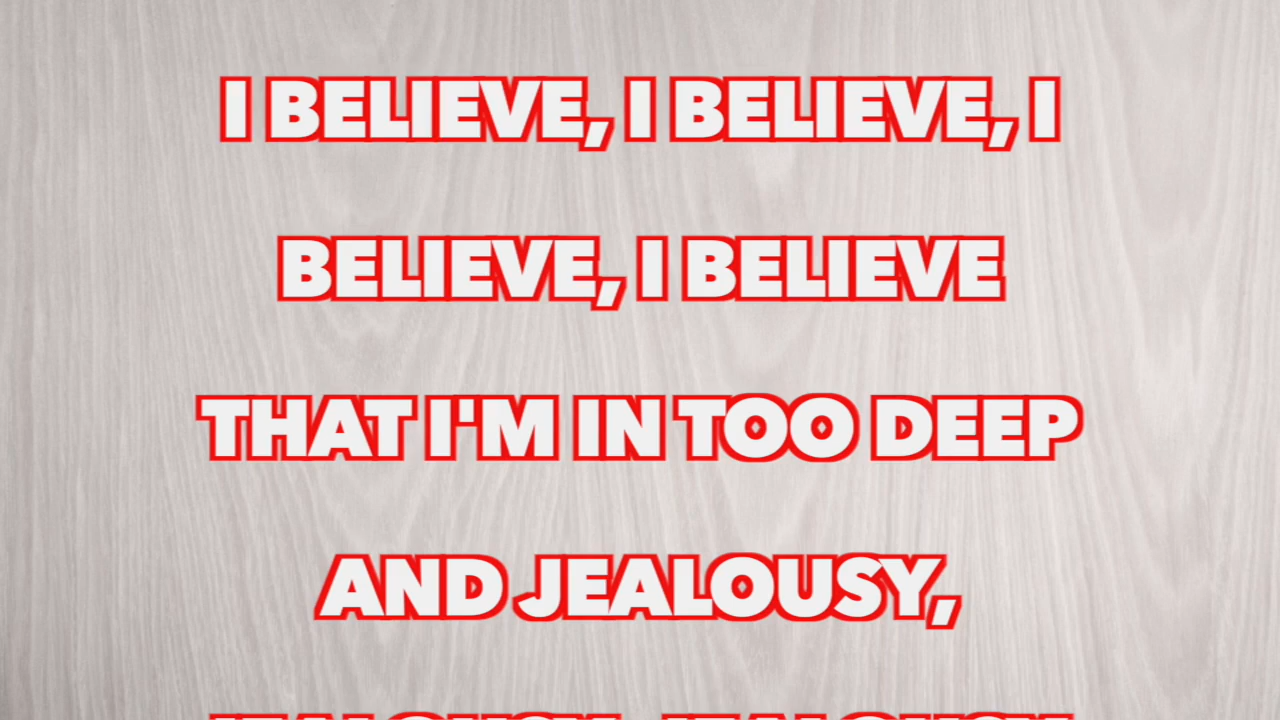 I BELIEVE, I BELIEVE, I
BELIEVE, I BELIEVE
THAT I'M IN TOO DEEP
AND JEALOUSY,